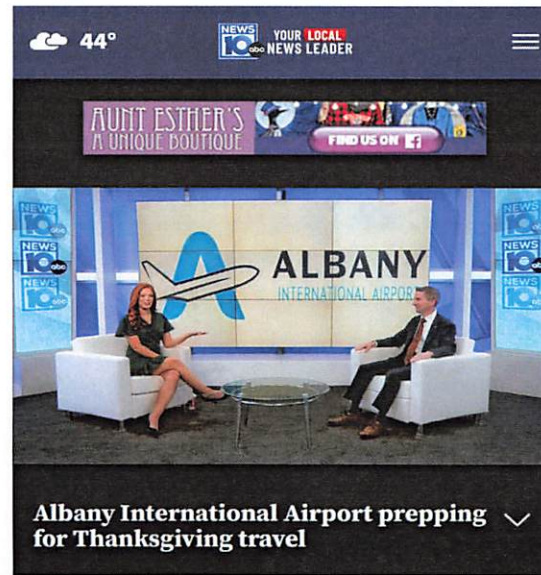 44°
NEWS
10
abc
YOUR LOCAL
NEWS LEADER
AUNT ESTHER'S
A UNIQUE BOUTIQUE
FIND US ON f
NEWS
10 abc
NEWS
10 abc
NEWS
10 abc
ALBANY
INTERNATIONAL AIRPORT
NEWS
10 abc
NEWS
10 abc
NEWS
10 abc
Albany International Airport prepping
for Thanksgiving travel